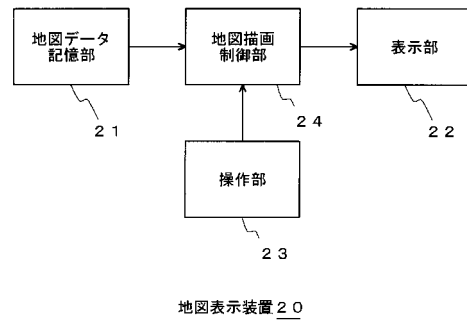 地図データ
記憶部
地図描画
制御部
表示部
21
24
22
操作部
23
地図表示装置20